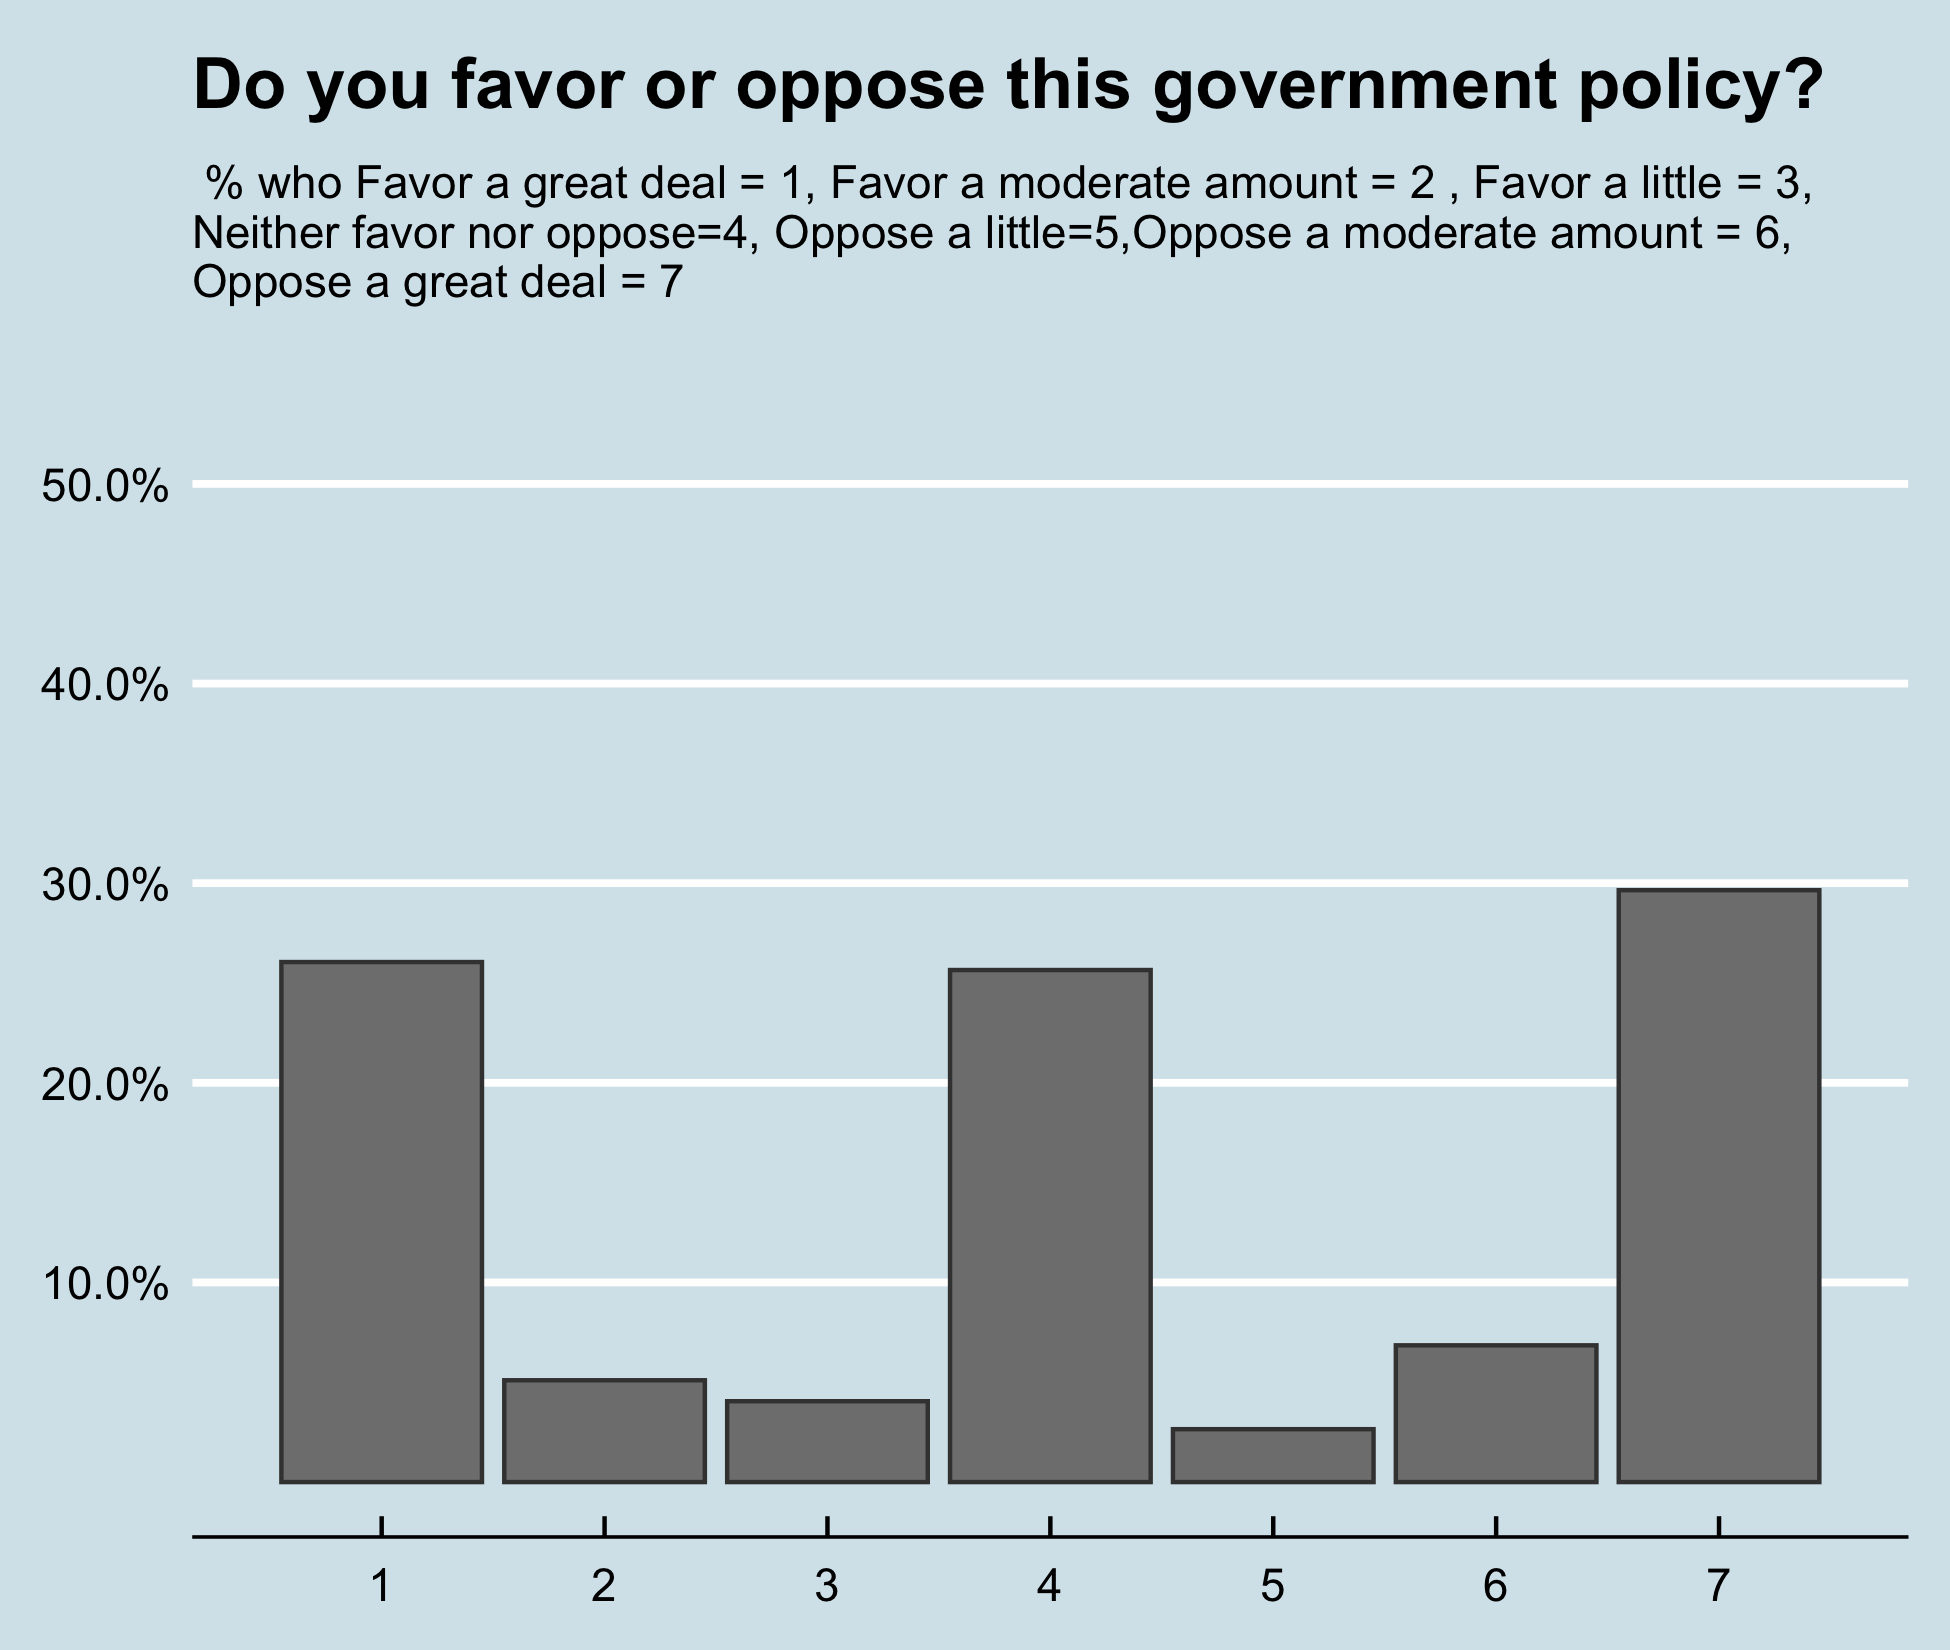 Do you favor or oppose this government policy?
% who Favor a great deal = 1, Favor a moderate amount = 2 , Favor a little = 3,
Neither favor nor oppose=4, Oppose a little=5,Oppose a moderate amount = 6,
Oppose a great deal = 7
50.0%
40.0%
30.0%
20.0%
10.0%
1 2 3 4 5 6 7